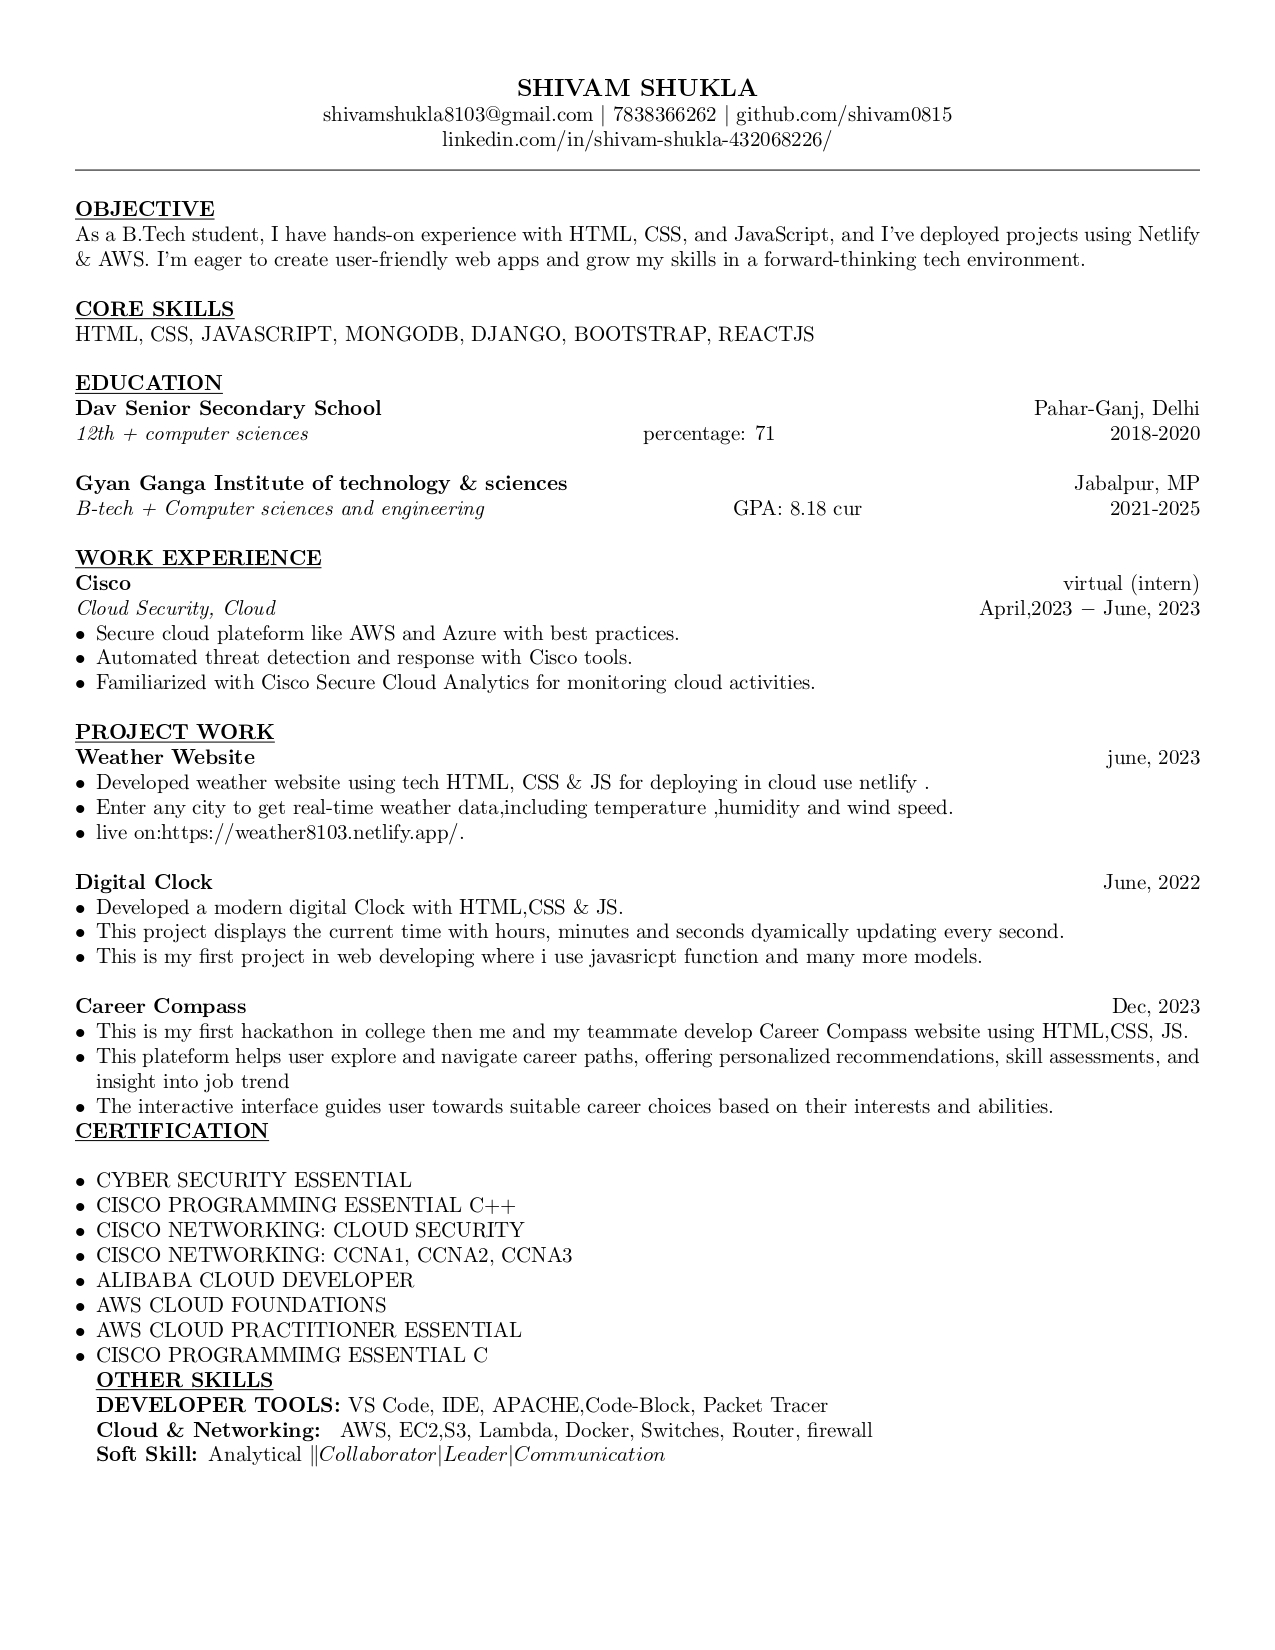 SHIVAM SHUKLA
shivamshukla8103@gmail.com | 7838366262 | github.com/shivam0815
linkedin.com/in/shivam-shukla-432068226/
OBJECTIVE
As a B.Tech student, I have hands-on experience with HTML, CSS, and JavaScript, and I've deployed projects using Netlify
& AWS. I'm eager to create user-friendly web apps and grow my skills in a forward-thinking tech environment.
CORE SKILLS
HTML, CSS, JAVASCRIPT, MONGODB, DJANGO, BOOTSTRAP, REACTJS
EDUCATION
Dav Senior Secondary School Pahar-Ganj, Delhi
12th + computer sciences percentage: 71 2018-2020
Gyan Ganga Institute of technology & sciences Jabalpur, MP
B-tech + Computer sciences and engineering GPA: 8.18 cur 2021-2025
WORK EXPERIENCE
Cisco virtual (intern)
Cloud Security, Cloud April,2023 − June, 2023
• Secure cloud plateform like AWS and Azure with best practices.
• Automated threat detection and response with Cisco tools.
• Familiarized with Cisco Secure Cloud Analytics for monitoring cloud activities.
PROJECT WORK
Weather Website june, 2023
• Developed weather website using tech HTML, CSS & JS for deploying in cloud use netlify .
• Enter any city to get real-time weather data,including temperature ,humidity and wind speed.
• live on:https://weather8103.netlify.app/.
Digital Clock June, 2022
• Developed a modern digital Clock with HTML,CSS & JS.
• This project displays the current time with hours, minutes and seconds dyamically updating every second.
• This is my first project in web developing where i use javasricpt function and many more models.
Career Compass Dec, 2023
• This is my first hackathon in college then me and my teammate develop Career Compass website using HTML,CSS, JS.
• This plateform helps user explore and navigate career paths, offering personalized recommendations, skill assessments, and
insight into job trend
• The interactive interface guides user towards suitable career choices based on their interests and abilities.
CERTIFICATION
• CYBER SECURITY ESSENTIAL
• CISCO PROGRAMMING ESSENTIAL C++
• CISCO NETWORKING: CLOUD SECURITY
• CISCO NETWORKING: CCNA1, CCNA2, CCNA3
• ALIBABA CLOUD DEVELOPER
• AWS CLOUD FOUNDATIONS
• AWS CLOUD PRACTITIONER ESSENTIAL
• CISCO PROGRAMMIMG ESSENTIAL C
OTHER SKILLS
DEVELOPER TOOLS: VS Code, IDE, APACHE,Code-Block, Packet Tracer
Cloud & Networking: AWS, EC2,S3, Lambda, Docker, Switches, Router, firewall
Soft Skill: Analytical ||Collaborator|Leader|Communication